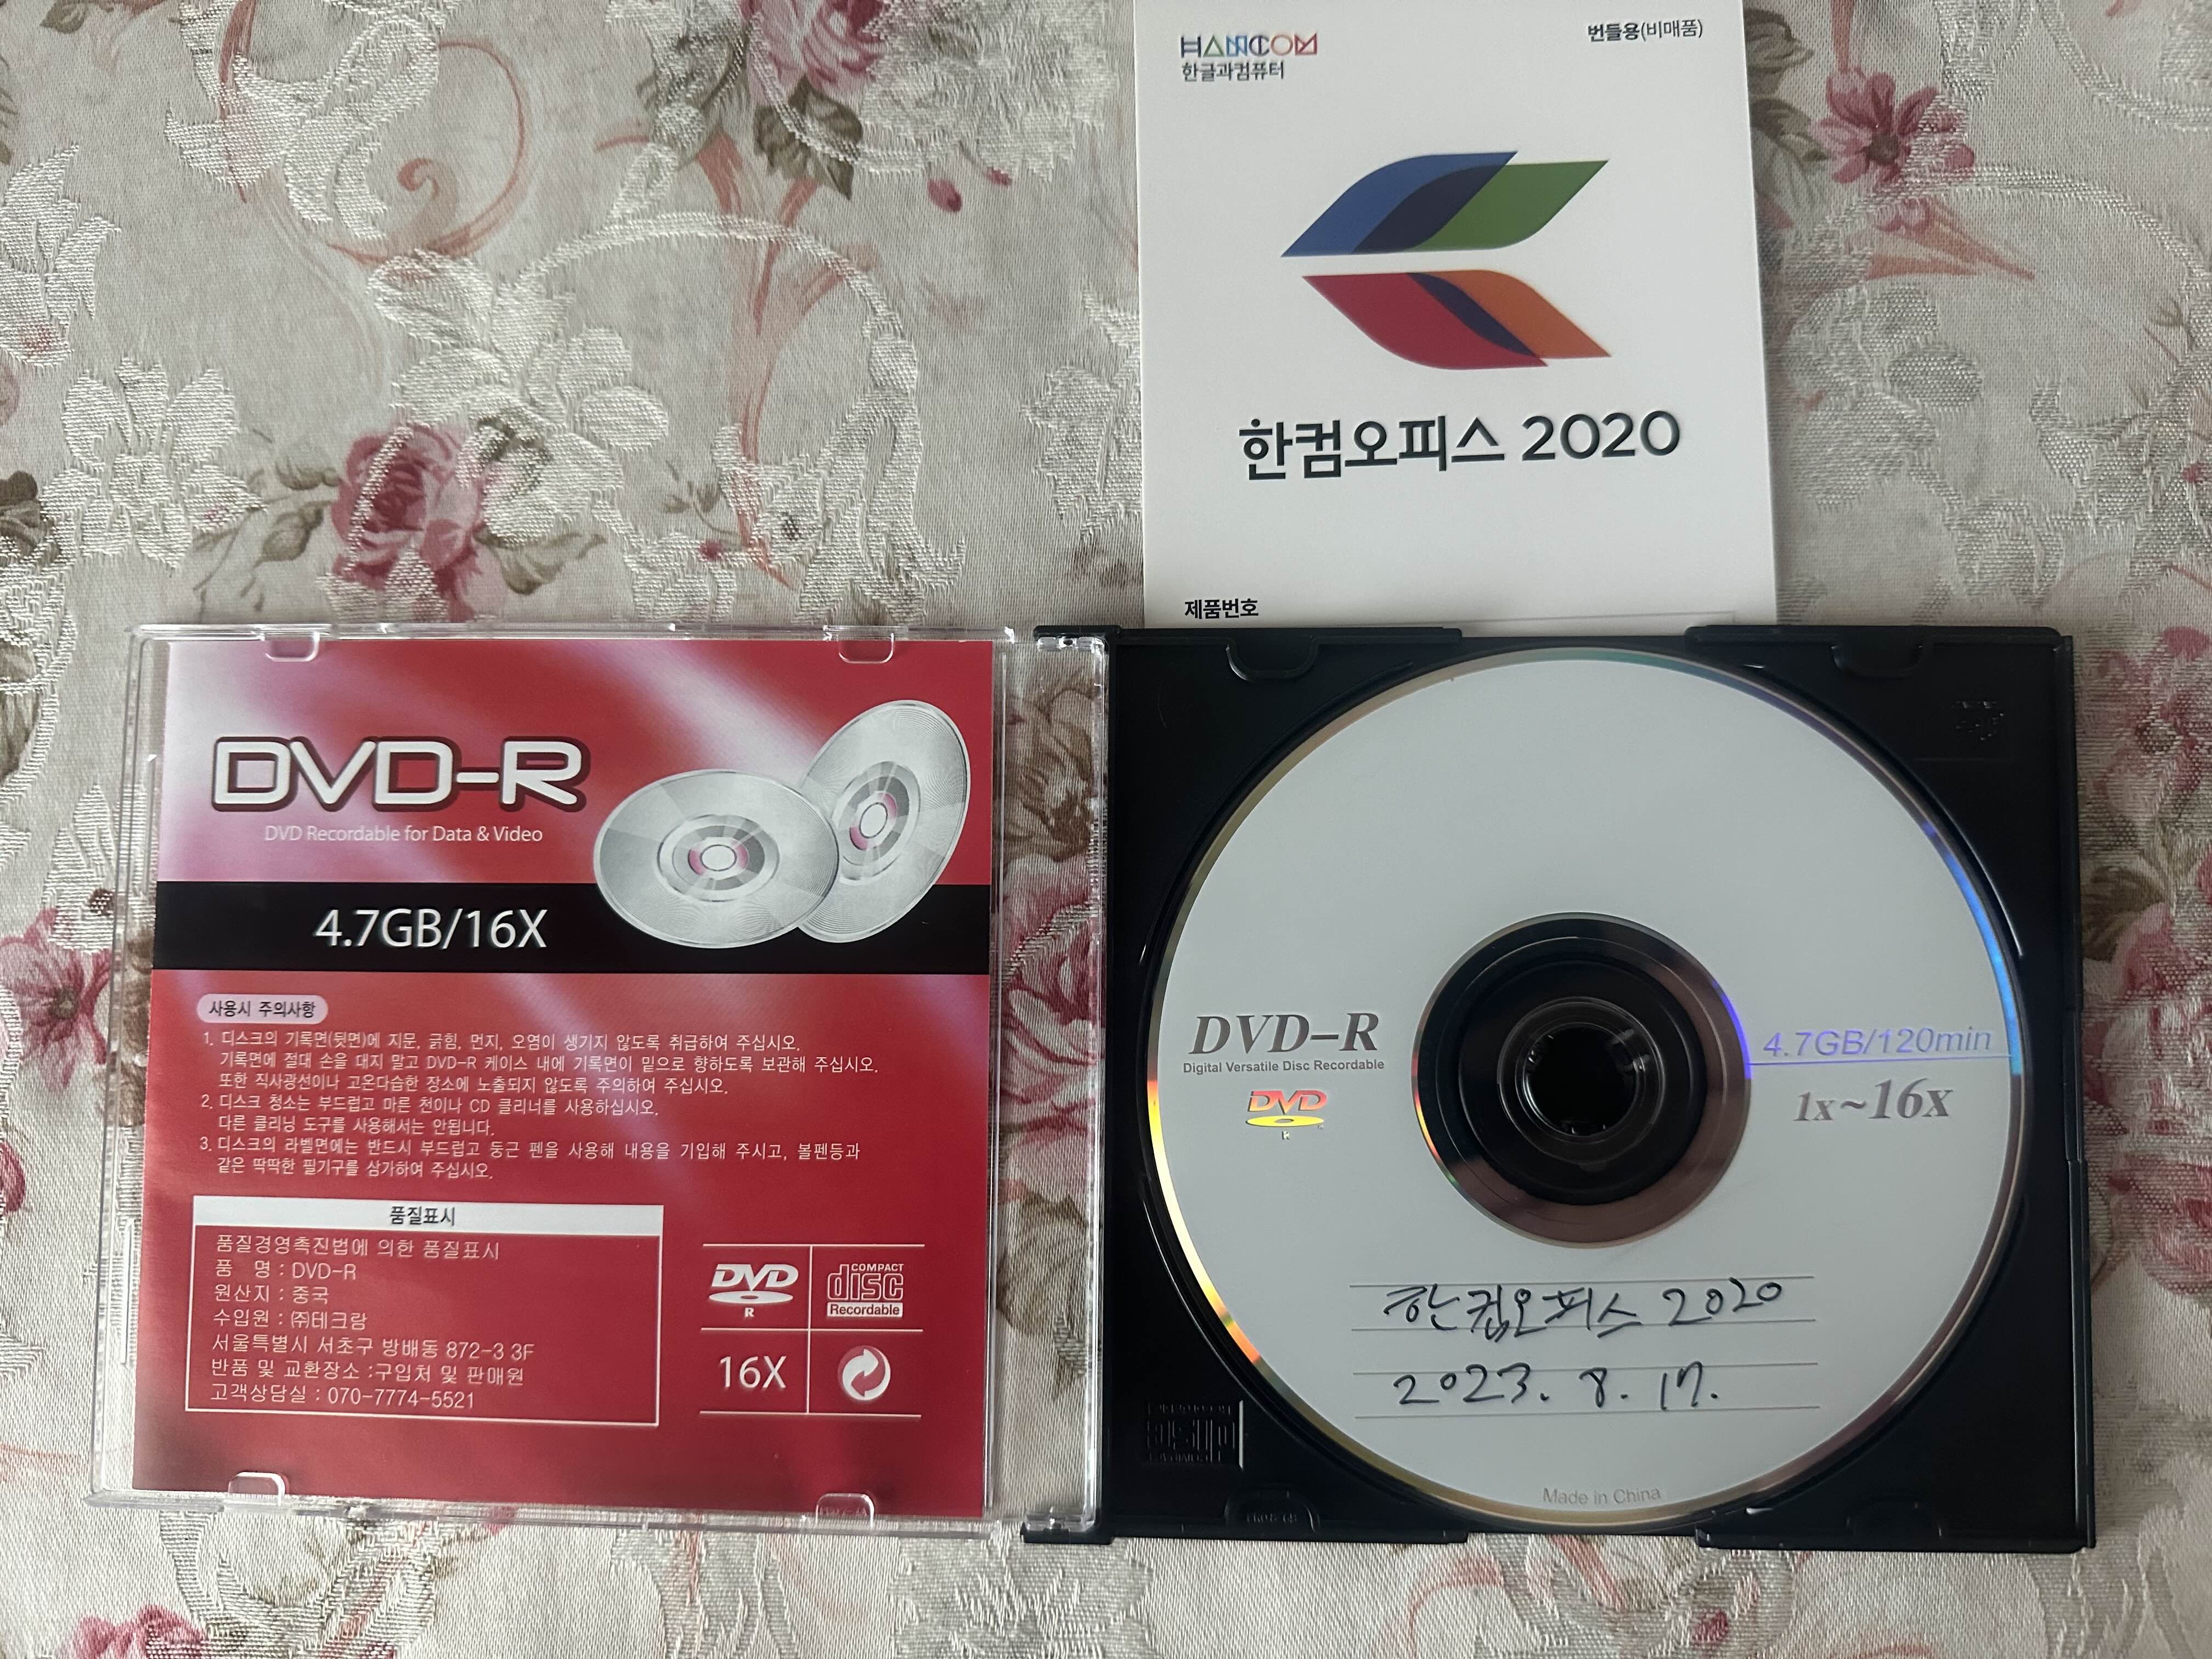 HANCOM
한글과컴퓨터
번들용(비매품)
한컴오피스 2020
제품번호
DVD-R
DVD Recordable for Data & Video
4.7GB/16X
사용시 주의사항
1. 디스크의 기록면(뒷면)에 지문, 긁힘, 먼지, 오염이 생기지 않도록 취급하여 주십시오.
기록면에 절대 손을 대지 말고 DVD-R 케이스 내에 기록면이 밑으로 향하도록 보관해 주십시오.
또한 직사광선이나 고온다습한 장소에 노출되지 않도록 주의하여 주십시오.
2. 디스크 청소는 부드럽고 마른 천이나 CD 클리너를 사용하십시오.
다른 클리닝 도구를 사용해서는 안됩니다.
3. 디스크의 라벨면에는 반드시 부드럽고 둥근 펜을 사용해 내용을 기입해 주시고, 볼펜등과
같은 딱딱한 필기구를 삼가하여 주십시오.
품질표시
품질경영촉진법에 의한 품질표시
품 명 : DVD-R
원산지 : 중국
수입원 : ㈜테크람
서울특별시 서초구 방배동 872-3 3F
반품 및 교환장소 :구입처 및 판매원
고객상담실 : 070-7774-5521
DVD
R
COMPACT
disc
Recordable
16X
DVD-R
Digital Versatile Disc Recordable
DVD
R
4.7GB/120min
1x~16x
한컴오피스 2020
2023. 8. 17.
Made in China